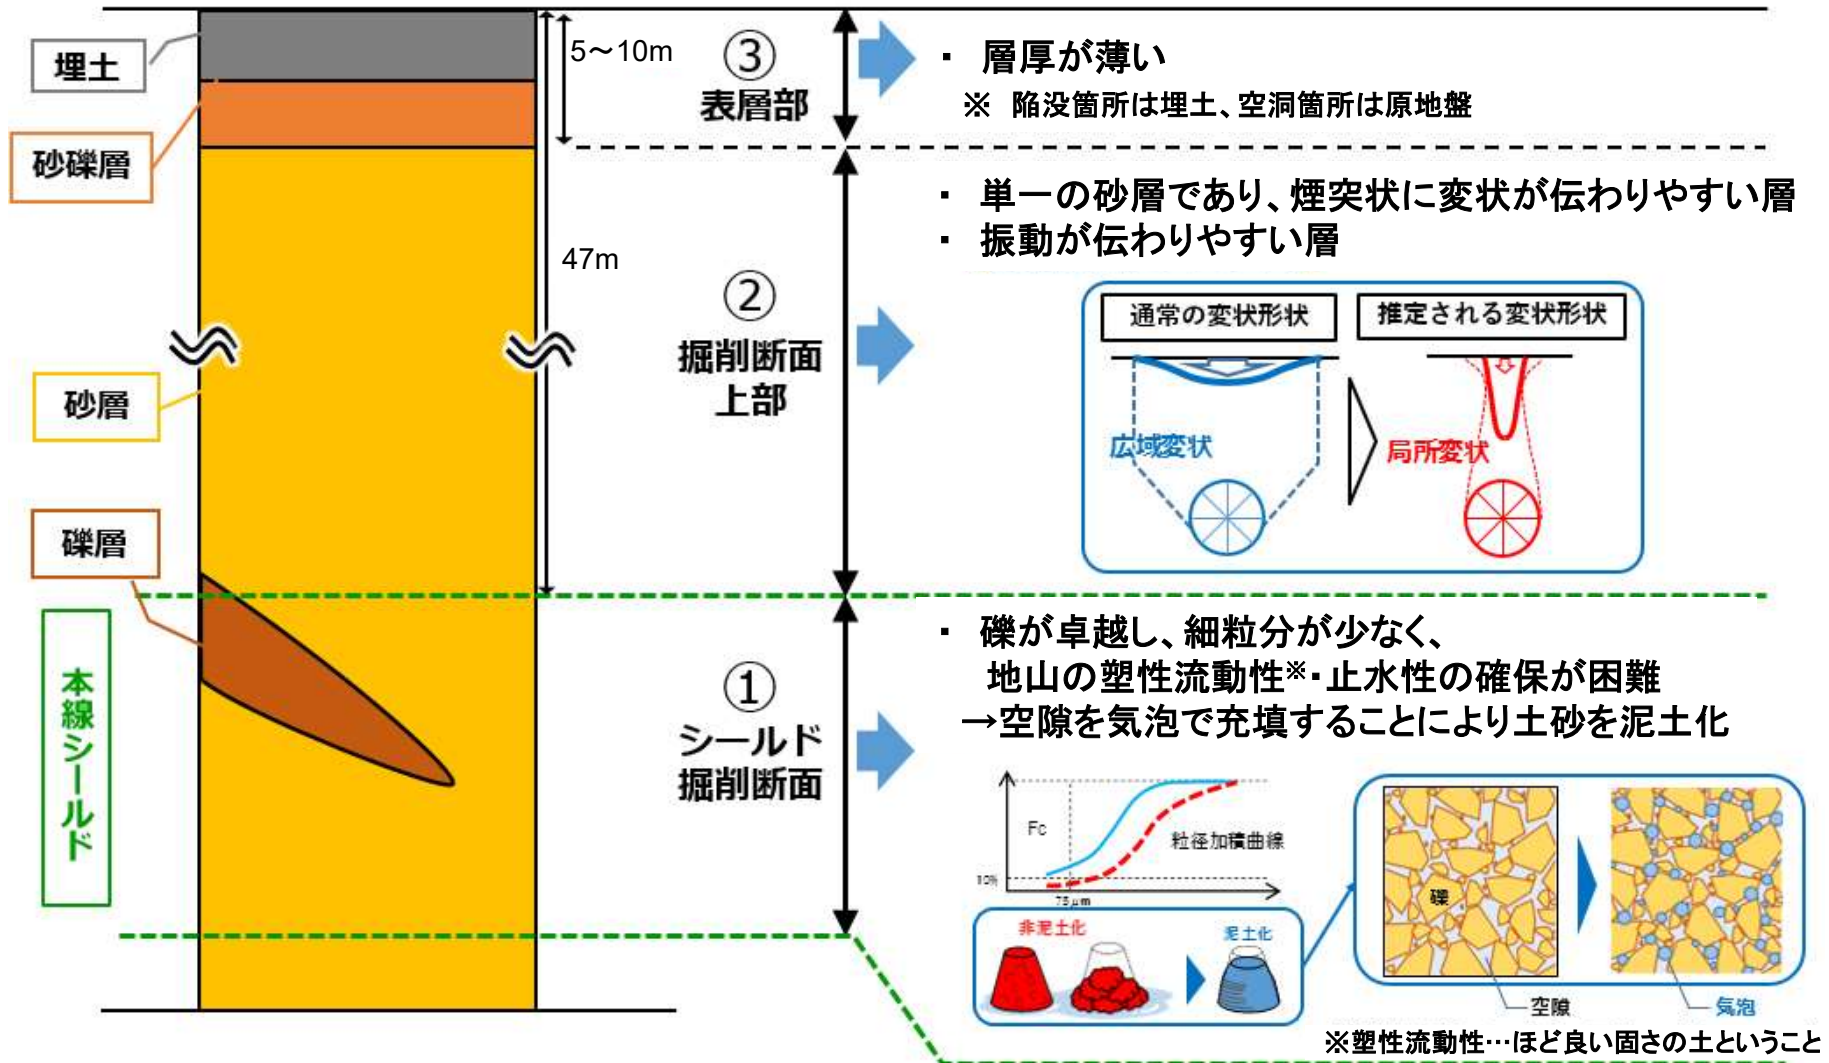 埋土
砂礫層
砂層
礫層
本線シールド
5～10m
47m
③
表層部
・ 層厚が薄い
※ 陥没箇所は埋土、空洞箇所は原地盤
②
掘削断面
上部
・ 単一の砂層であり、煙突状に変状が伝わりやすい層
・ 振動が伝わりやすい層
通常の変状形状
推定される変状形状
広域変状
局所変状
①
シールド
掘削断面
・ 礫が卓越し、細粒分が少なく、
地山の塑性流動性※・止水性の確保が困難
→空隙を気泡で充填することにより土砂を泥土化
Fc
粒径加積曲線
10%
75μm
非泥土化
泥土化
礫
空隙
気泡
※塑性流動性…ほど良い固さの土ということ